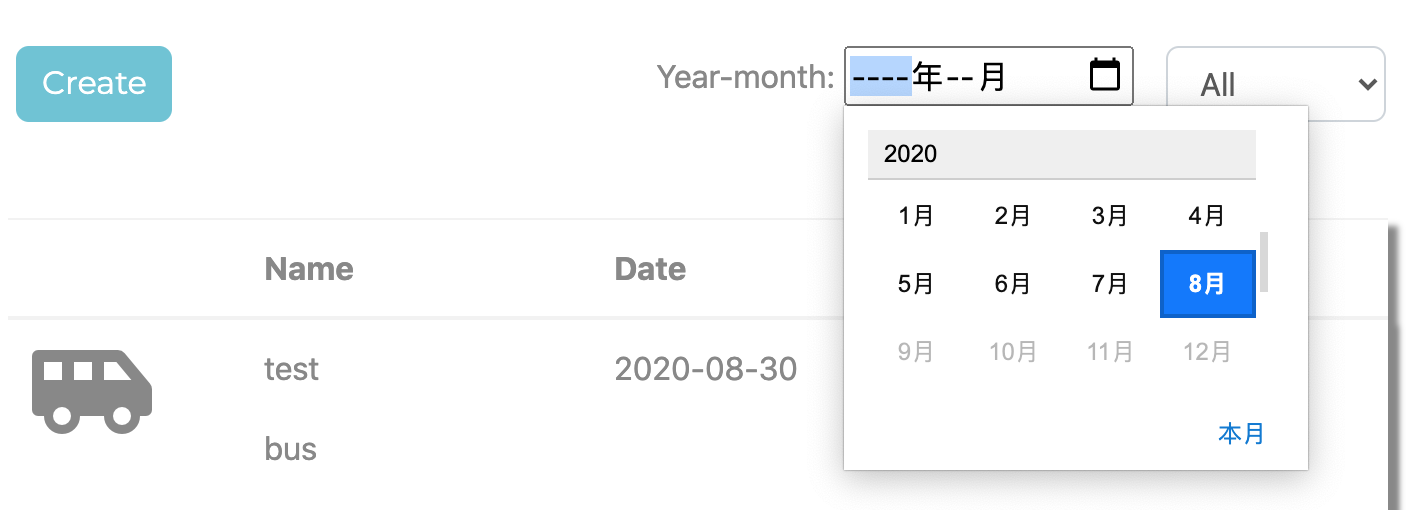 Create
Year-month: ----年--月
All
2020
1月 2月 3月 4月
5月 6月 7月 8月
9月 10月 11月 12月
本月
Name Date
test 2020-08-30
bus